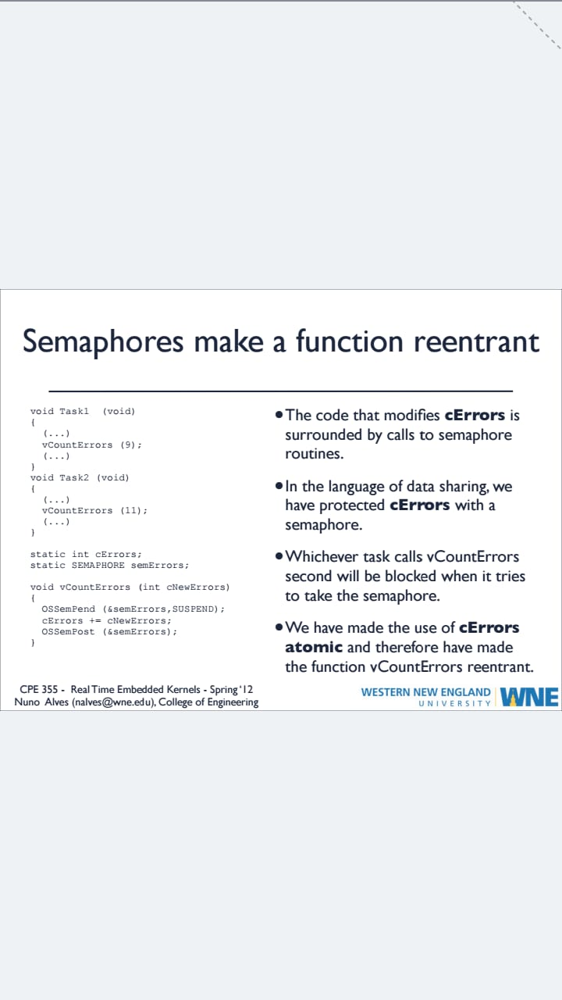 Semaphores make a function reentrant
void Task1  (void)
{
  (...)
  vCountErrors (9);
  (...)
}
void Task2 (void)
{
  (...)
  vCountErrors (11);
  (...)
}
static int cErrors;
static SEMAPHORE semErrors;
void vCountErrors (int cNewErrors)
{
  OSSemPend (&semErrors,SUSPEND);
  cErrors += cNewErrors;
  OSSemPost (&semErrors);
}
•The code that modifies cErrors is
surrounded by calls to semaphore
routines.
•In the language of data sharing, we
have protected cErrors with a
semaphore.
•Whichever task calls vCountErrors
second will be blocked when it tries
to take the semaphore.
•We have made the use of cErrors
atomic and therefore have made
the function vCountErrors reentrant.
CPE 355 - Real Time Embedded Kernels - Spring ‘12
Nuno Alves (nalves@wne.edu), College of Engineering
WESTERN NEW ENGLAND
UNIVERSITY
WNE